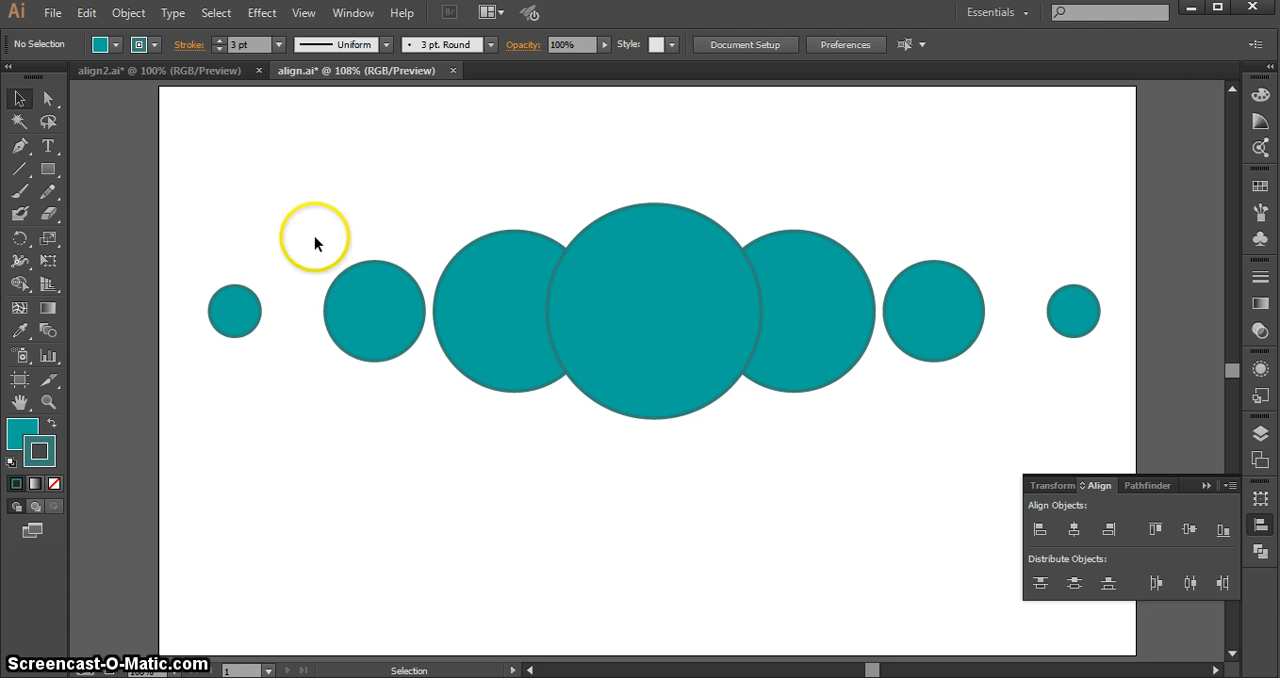 Ai File Edit Object Type Select Effect View Window Help Br Essentials
No Selection Stroke: 3 pt Uniform 3 pt. Round Opacity: 100% Style: Document Setup Preferences
align2.ai* @ 100% (RGB/Preview) × align.ai* @ 108% (RGB/Preview) ×
Transform Align Pathfinder
Align Objects:
Distribute Objects:
Screencast-O-Matic.com 1 Selection